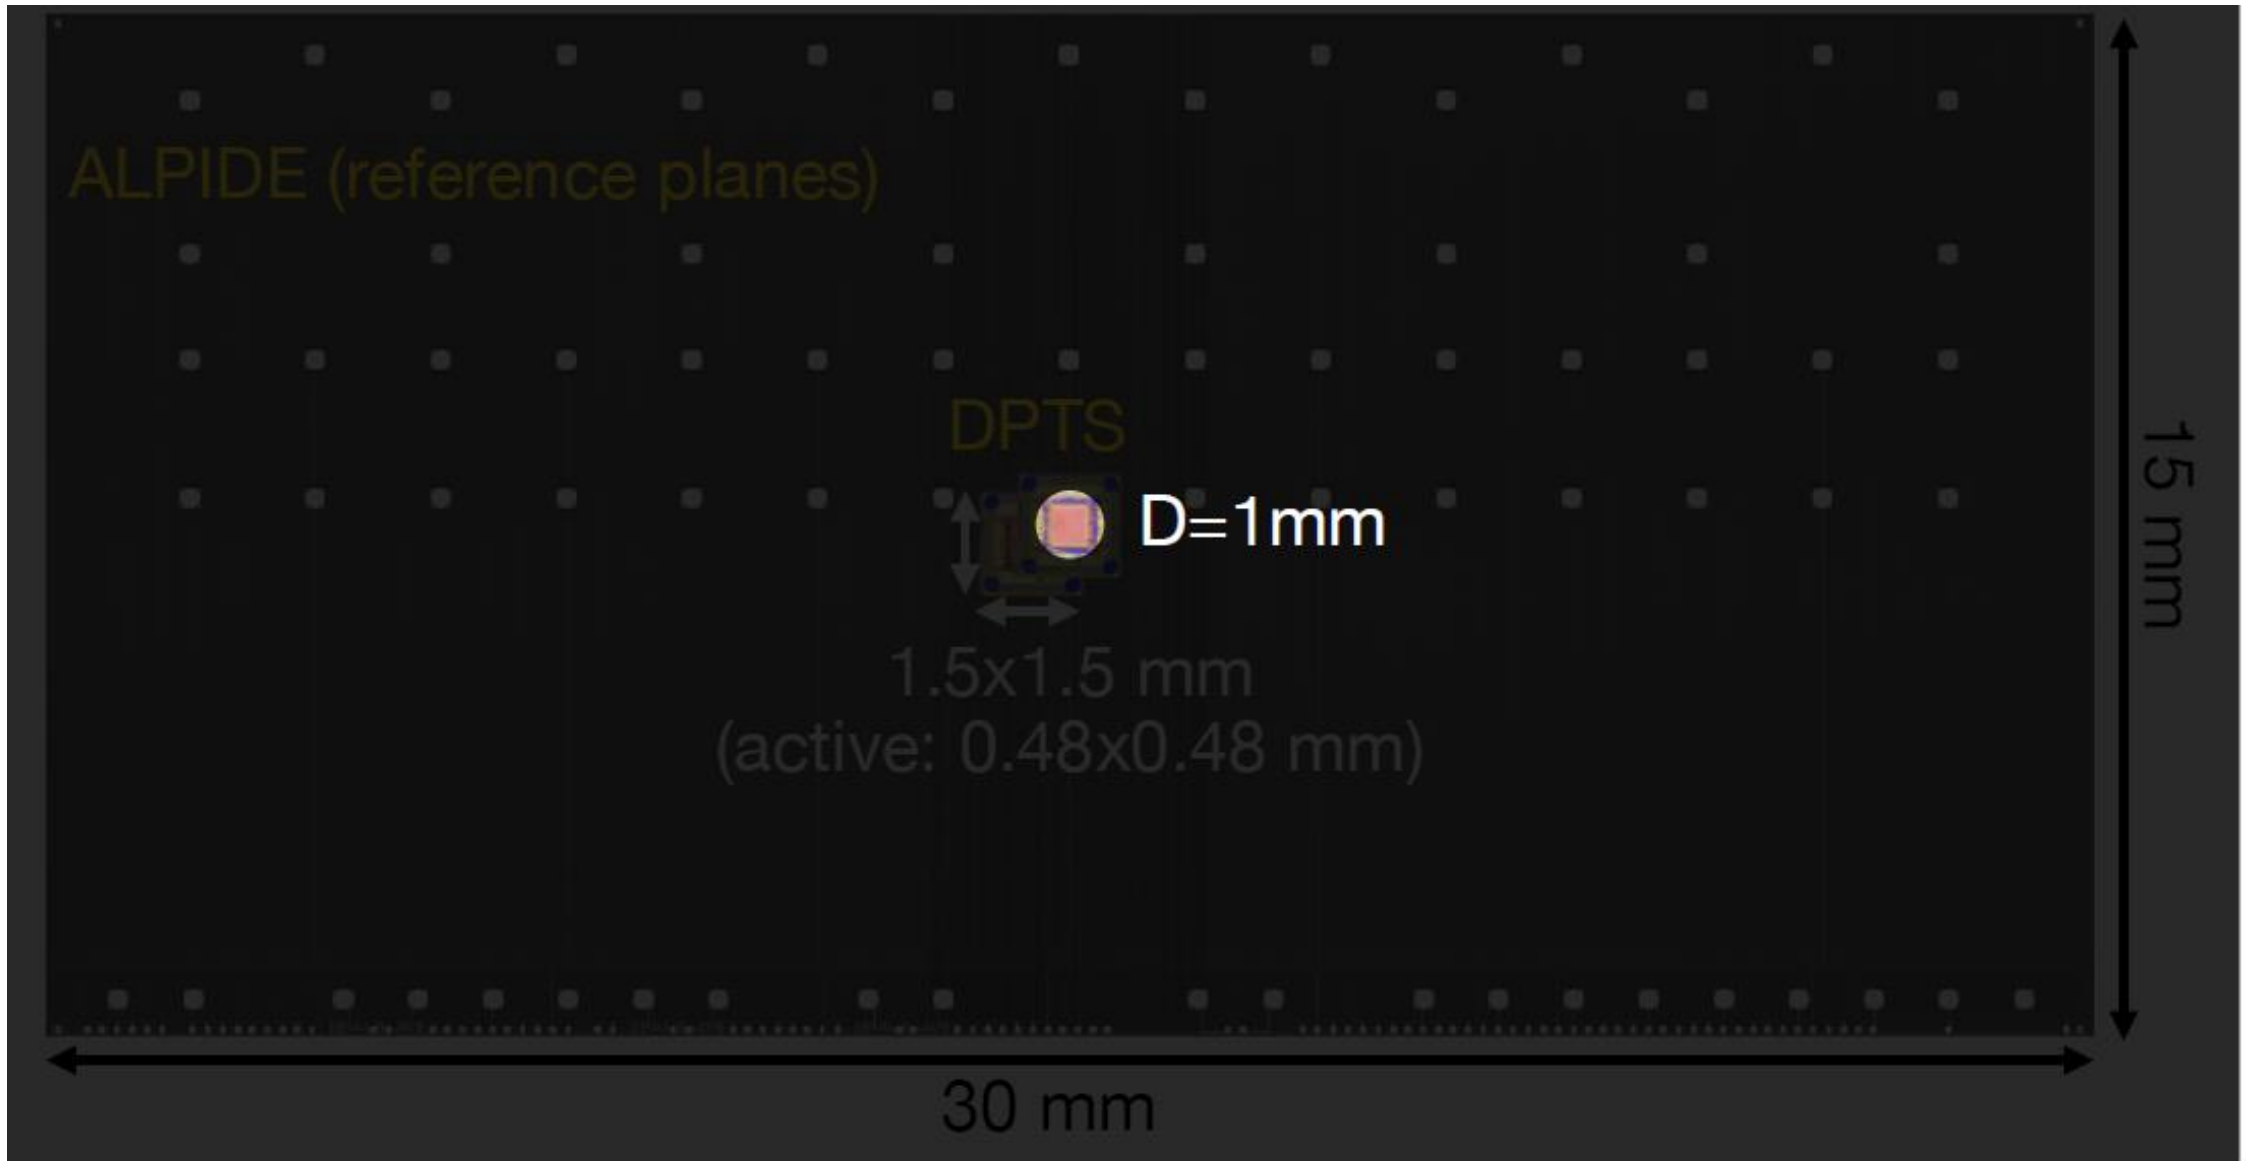 ALPIDE (reference planes)
DPTS
D=1mm
1.5x1.5 mm
(active: 0.48x0.48 mm)
15 mm
30 mm